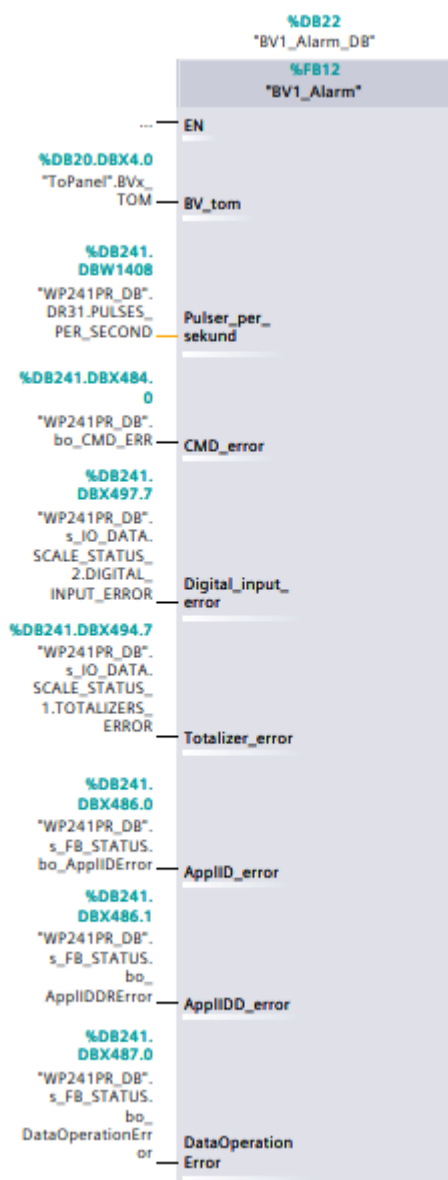 %DB22
"BV1_Alarm_DB"
%FB12
"BV1_Alarm"
...
EN
%DB20.DBX4.0
"ToPanel".BVx_
TOM
BV_tom
%DB241.
DBW1408
"WP241PR_DB".
DR31.PULSES_
PER_SECOND
Pulser_per_
sekund
%DB241.DBX484.
0
"WP241PR_DB".
bo_CMD_ERR
CMD_error
%DB241.
DBX497.7
"WP241PR_DB".
s_IO_DATA.
SCALE_STATUS_
2.DIGITAL_
INPUT_ERROR
Digital_input_
error
%DB241.DBX494.7
"WP241PR_DB".
s_IO_DATA.
SCALE_STATUS_
1.TOTALIZERS_
ERROR
Totalizer_error
%DB241.
DBX486.0
"WP241PR_DB".
s_FB_STATUS.
bo_ApplIDError
ApplID_error
%DB241.
DBX486.1
"WP241PR_DB".
s_FB_STATUS.
bo_
ApplIDDRError
ApplIDD_error
%DB241.
DBX487.0
"WP241PR_DB".
s_FB_STATUS.
bo_
DataOperationErr
or
DataOperation
Error